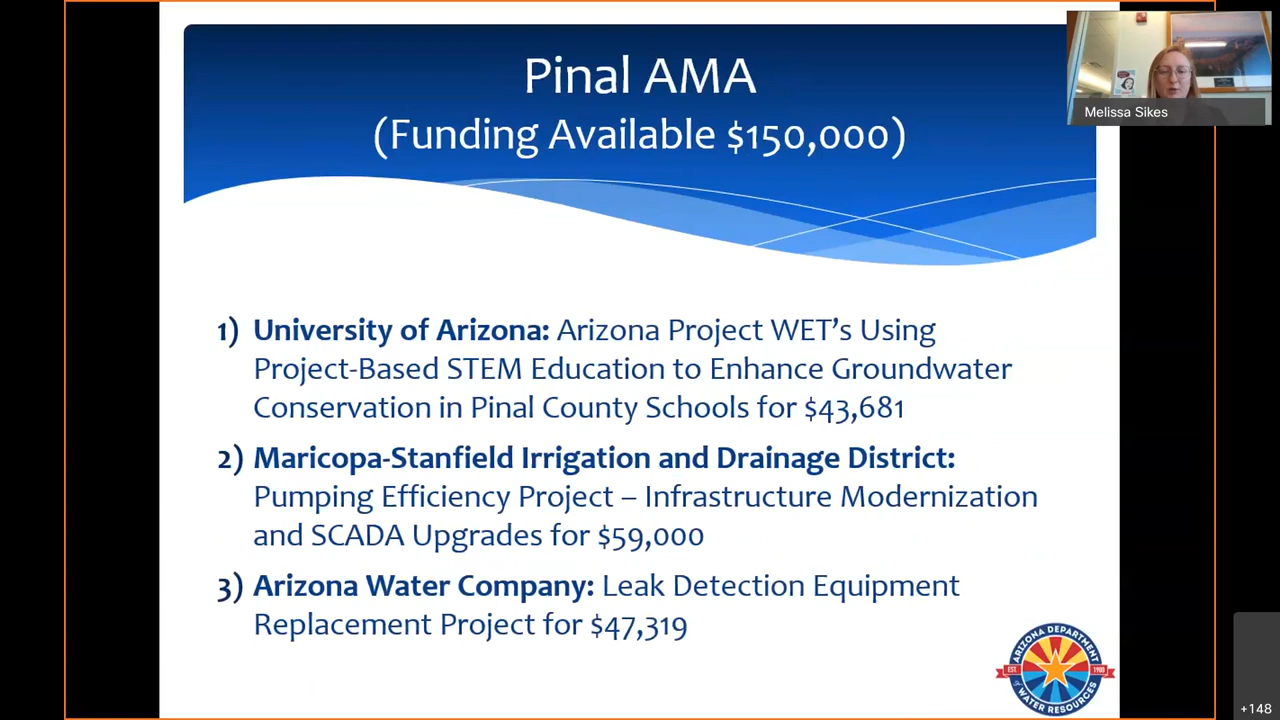 Pinal AMA
(Funding Available $150,000)
Melissa Sikes
1) University of Arizona: Arizona Project WET’s Using
Project-Based STEM Education to Enhance Groundwater
Conservation in Pinal County Schools for $43,681
2) Maricopa-Stanfield Irrigation and Drainage District:
Pumping Efficiency Project – Infrastructure Modernization
and SCADA Upgrades for $59,000
3) Arizona Water Company: Leak Detection Equipment
Replacement Project for $47,319
ARIZONA DEPARTMENT
EST. 1980
of WATER RESOURCES
+148